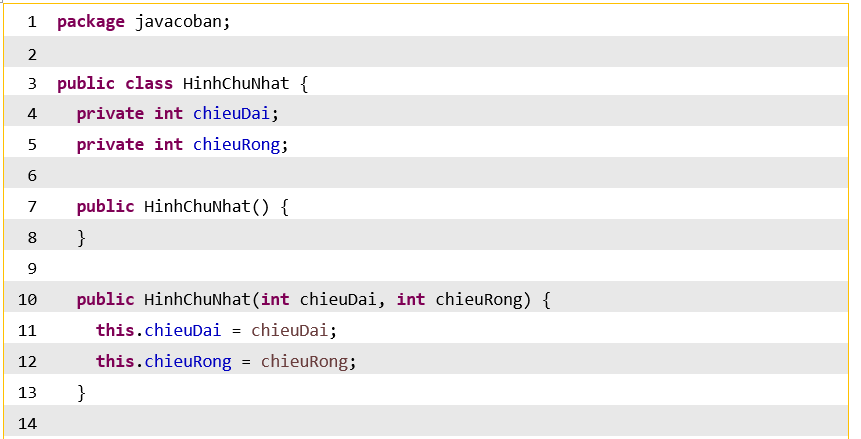 1 package javacoban;
2
3 public class HinhChuNhat {
4   private int chieuDai;
5   private int chieuRong;
6
7   public HinhChuNhat() {
8   }
9
10   public HinhChuNhat(int chieuDai, int chieuRong) {
11     this.chieuDai = chieuDai;
12     this.chieuRong = chieuRong;
13   }
14